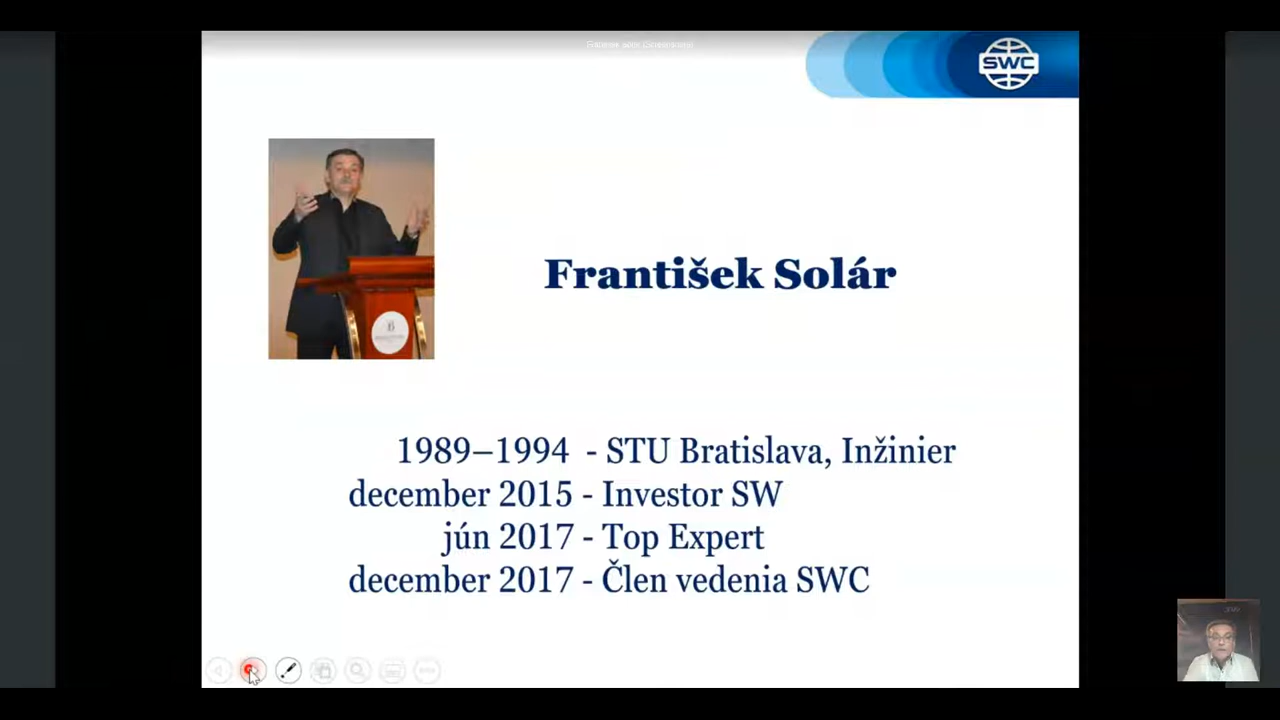 SWC
František Solár
1989–1994 - STU Bratislava, Inžinier
december 2015 - Investor SW
jún 2017 - Top Expert
december 2017 - Člen vedenia SWC